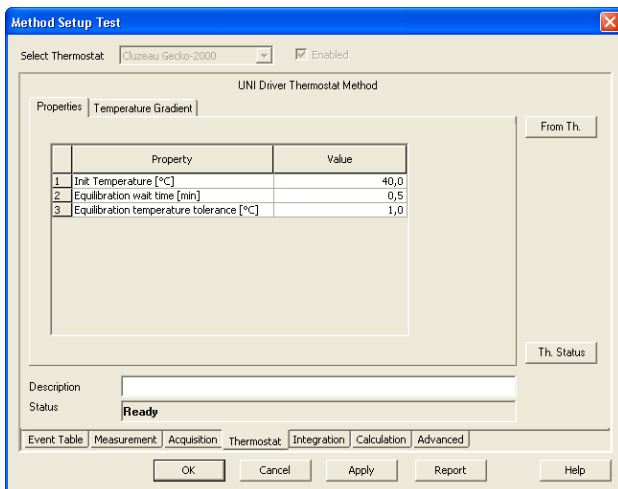 Method Setup Test
Select Thermostat Cluzeau Gecko-2000 Enabled
UNI Driver Thermostat Method
Properties Temperature Gradient
From Th.
Property Value
1 Init Temperature [°C] 40,0
2 Equilibration wait time [min] 0,5
3 Equilibration temperature tolerance [°C] 1,0
Th. Status
Description
Status Ready
Event Table Measurement Acquisition Thermostat Integration Calculation Advanced
OK Cancel Apply Report Help